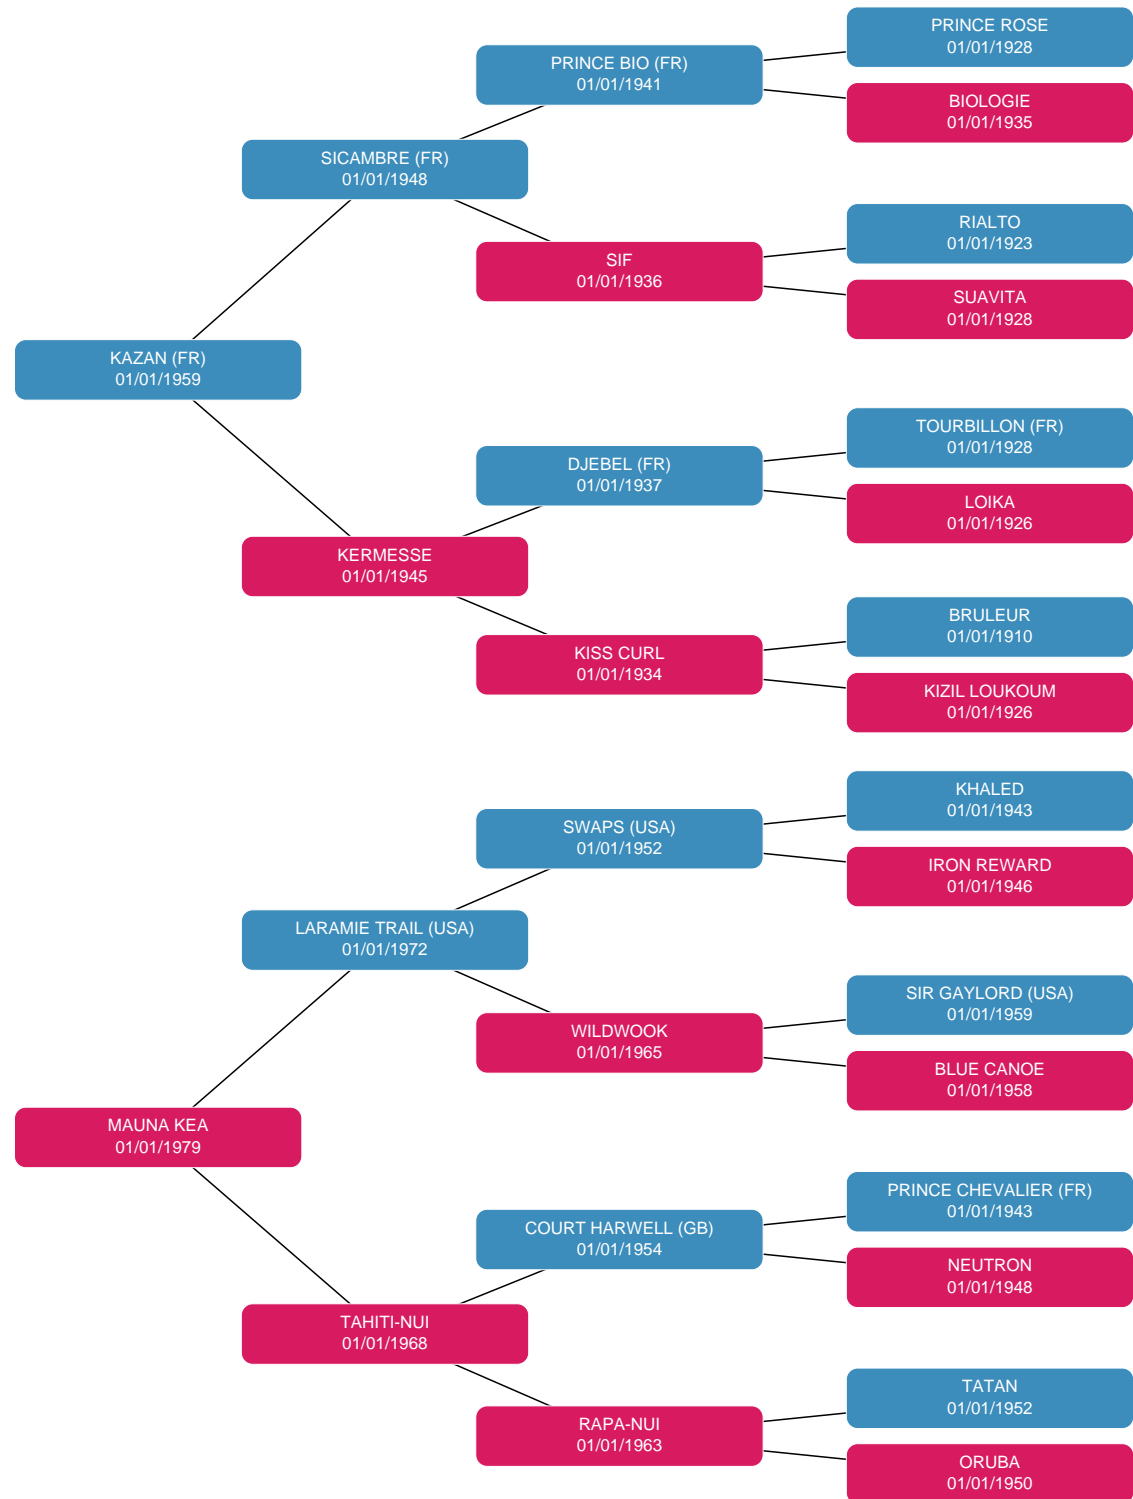 PRINCE ROSE
01/01/1928
PRINCE BIO (FR)
01/01/1941
BIOLOGIE
01/01/1935
SICAMBRE (FR)
01/01/1948
RIALTO
01/01/1923
SIF
01/01/1936
SUAVITA
01/01/1928
KAZAN (FR)
01/01/1959
TOURBILLON (FR)
01/01/1928
DJEBEL (FR)
01/01/1937
LOIKA
01/01/1926
KERMESSE
01/01/1945
BRULEUR
01/01/1910
KISS CURL
01/01/1934
KIZIL LOUKOUM
01/01/1926
KHALED
01/01/1943
SWAPS (USA)
01/01/1952
IRON REWARD
01/01/1946
LARAMIE TRAIL (USA)
01/01/1972
SIR GAYLORD (USA)
01/01/1959
WILDWOOK
01/01/1965
BLUE CANOE
01/01/1958
MAUNA KEA
01/01/1979
PRINCE CHEVALIER (FR)
01/01/1943
COURT HARWELL (GB)
01/01/1954
NEUTRON
01/01/1948
TAHITI-NUI
01/01/1968
TATAN
01/01/1952
RAPA-NUI
01/01/1963
ORUBA
01/01/1950